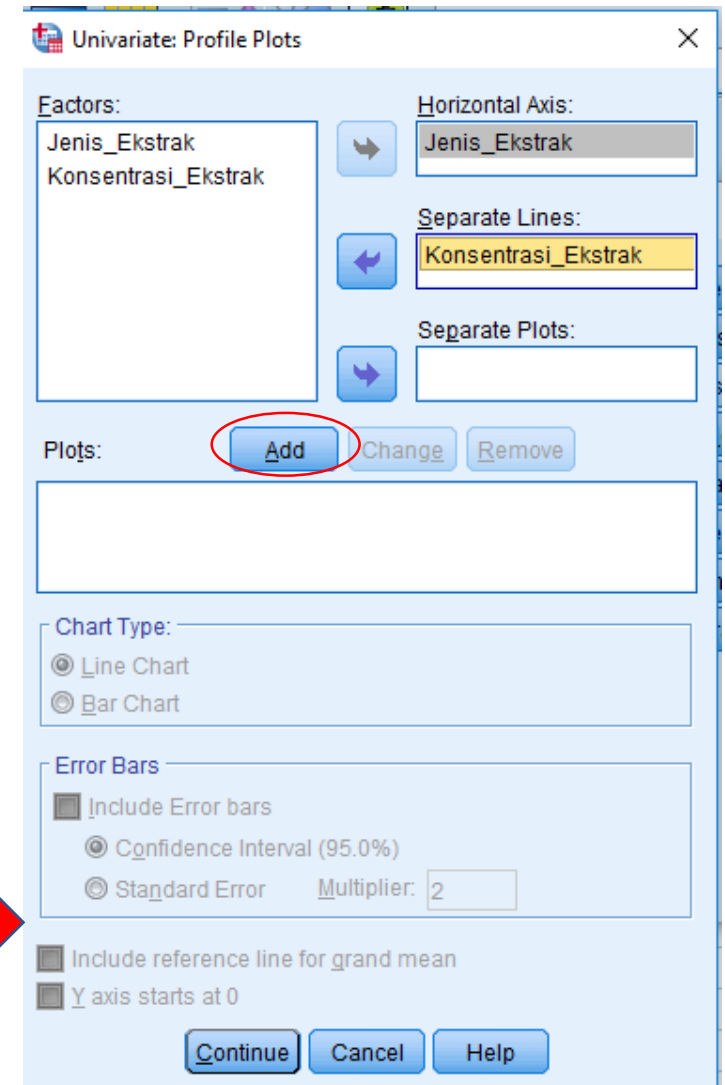 Univariate: Profile Plots
Factors:
Jenis_Ekstrak
Konsentrasi_Ekstrak
Horizontal Axis:
Jenis_Ekstrak
Separate Lines:
Konsentrasi_Ekstrak
Separate Plots:
Plots:
Add
Change
Remove
Chart Type:
Line Chart
Bar Chart
Error Bars
Include Error bars
Confidence Interval (95.0%)
Standard Error
Multiplier: 2
Include reference line for grand mean
Y axis starts at 0
Continue
Cancel
Help